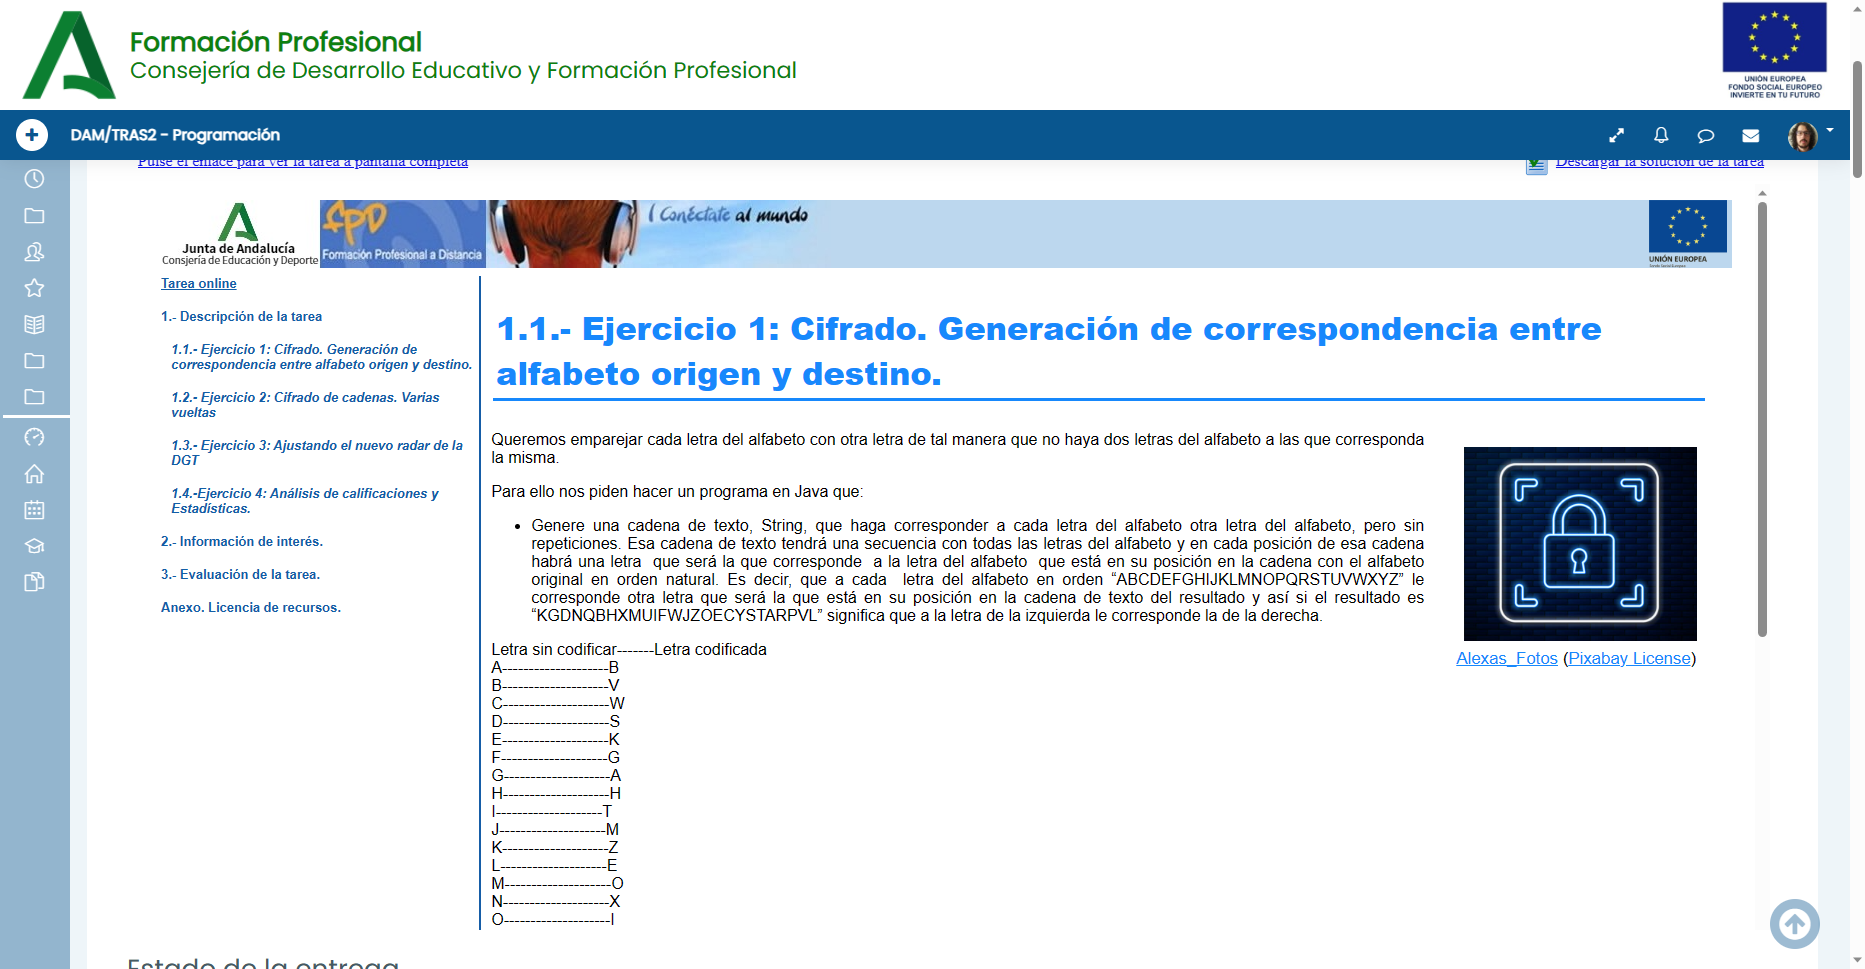 Formación Profesional
Consejería de Desarrollo Educativo y Formación Profesional
UNIÓN EUROPEA
FONDO SOCIAL EUROPEO
INVIERTE EN TU FUTURO
DAM/TRAS2 - Programación
Pulse el enlace para ver la tarea a pantalla completa
Descargar la solución de la tarea
Junta de Andalucía
Consjería de Educación y Deporte
FPD
Formación Profesional a Distancia
Conéctate al mundo
UNIÓN EUROPEA
Tarea online
1.- Descripción de la tarea
1.1.- Ejercicio 1: Cifrado. Generación de
correspondencia entre alfabeto origen y destino.
1.2.- Ejercicio 2: Cifrado de cadenas. Varias
vueltas
1.3.- Ejercicio 3: Ajustando el nuevo radar de la
DGT
1.4.-Ejercicio 4: Análisis de calificaciones y
Estadísticas.
2.- Información de interés.
3.- Evaluación de la tarea.
Anexo. Licencia de recursos.
1.1.- Ejercicio 1: Cifrado. Generación de correspondencia entre
alfabeto origen y destino.
Queremos emparejar cada letra del alfabeto con otra letra de tal manera que no haya dos letras del alfabeto a las que corresponda
la misma.
Para ello nos piden hacer un programa en Java que:
• Genere una cadena de texto, String, que haga corresponder a cada letra del alfabeto otra letra del alfabeto, pero sin
repeticiones. Esa cadena de texto tendrá una secuencia con todas las letras del alfabeto y en cada posición de esa cadena
habrá una letra que será la que corresponde a la letra del alfabeto que está en su posición en la cadena con el alfabeto
original en orden natural. Es decir, que a cada letra del alfabeto en orden “ABCDEFGHIJKLMNOPQRSTUVWXYZ” le
corresponde otra letra que será la que está en su posición en la cadena de texto del resultado y así si el resultado es
“KGDNQBHXMUIFWJZOECYSTARPVL” significa que a la letra de la izquierda le corresponde la de la derecha.
Letra sin codificar-------Letra codificada
A---------------------B
B---------------------V
C---------------------W
D---------------------S
E---------------------K
F---------------------G
G---------------------A
H---------------------H
I---------------------T
J---------------------M
K---------------------Z
L---------------------E
M---------------------O
N---------------------X
O---------------------I
Alexas_Fotos (Pixabay License)
Estado de la entrega